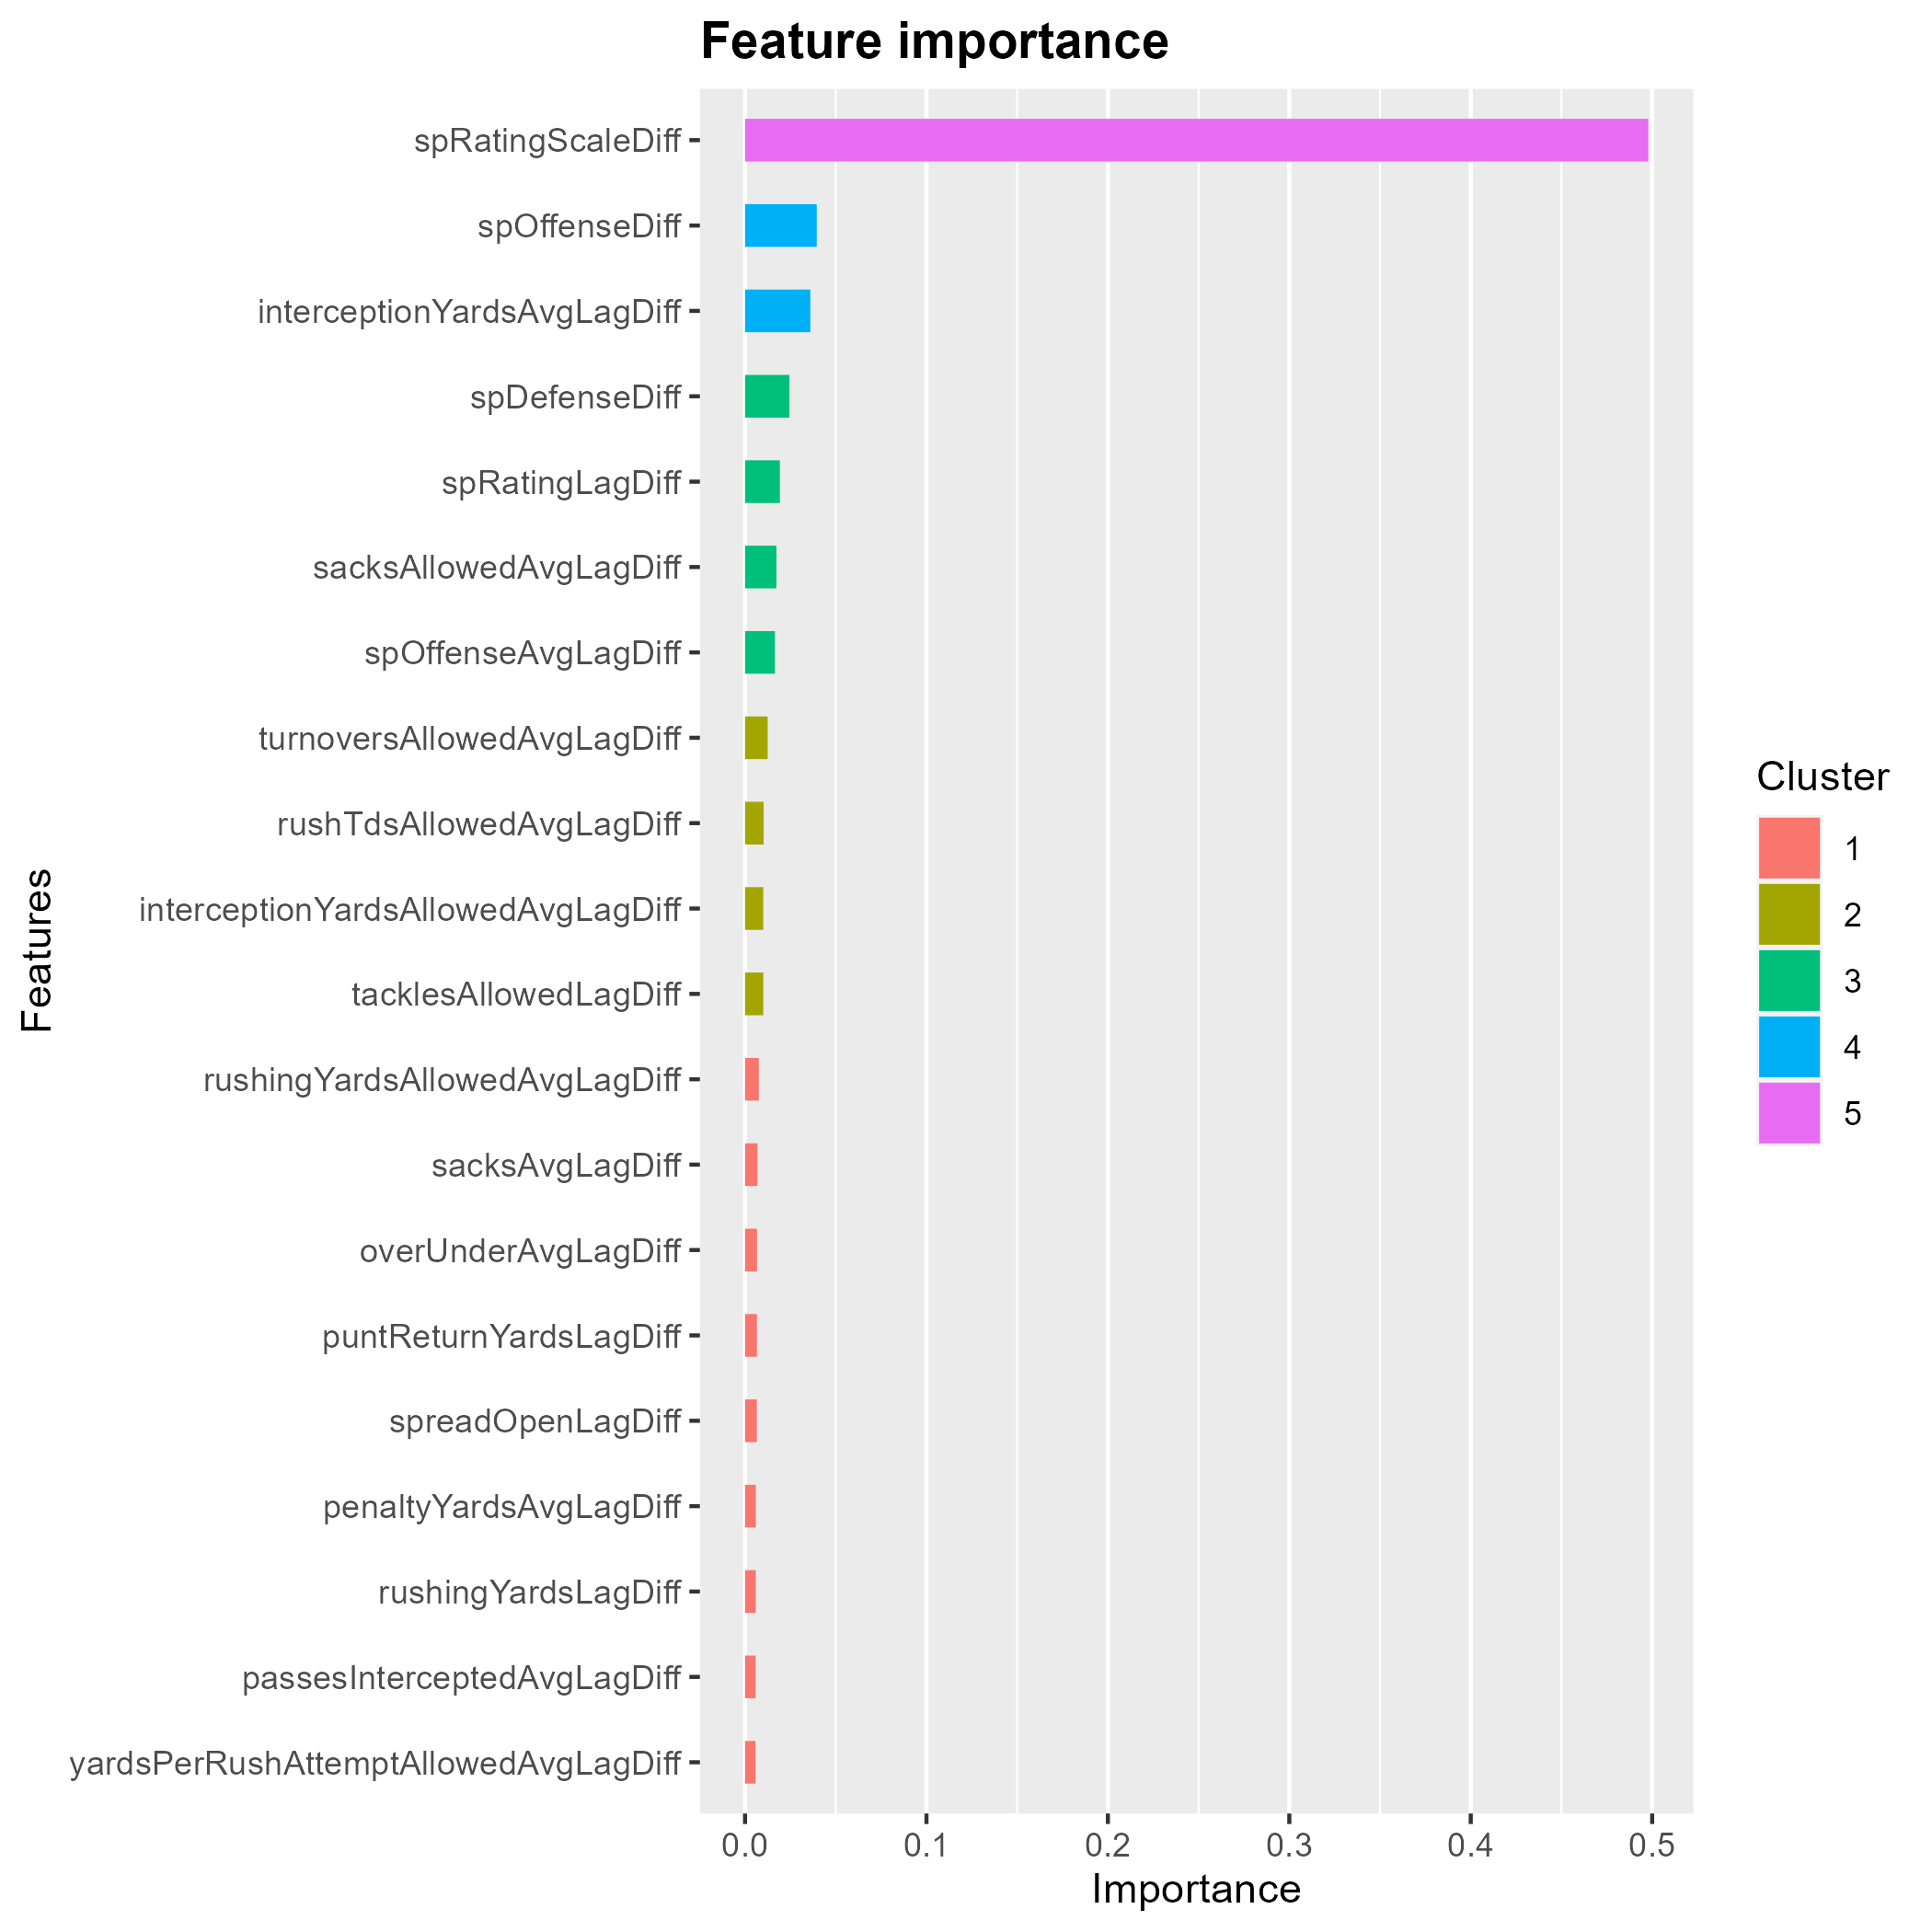 Feature importance
spRatingScaleDiff
spOffenseDiff
interceptionYardsAvgLagDiff
spDefenseDiff
spRatingLagDiff
sacksAllowedAvgLagDiff
spOffenseAvgLagDiff
turnoversAllowedAvgLagDiff
rushTdsAllowedAvgLagDiff
interceptionYardsAllowedAvgLagDiff
tacklesAllowedLagDiff
rushingYardsAllowedAvgLagDiff
sacksAvgLagDiff
overUnderAvgLagDiff
puntReturnYardsLagDiff
spreadOpenLagDiff
penaltyYardsAvgLagDiff
rushingYardsLagDiff
passesInterceptedAvgLagDiff
yardsPerRushAttemptAllowedAvgLagDiff
Features
0.0 0.1 0.2 0.3 0.4 0.5
Importance
Cluster
1
2
3
4
5